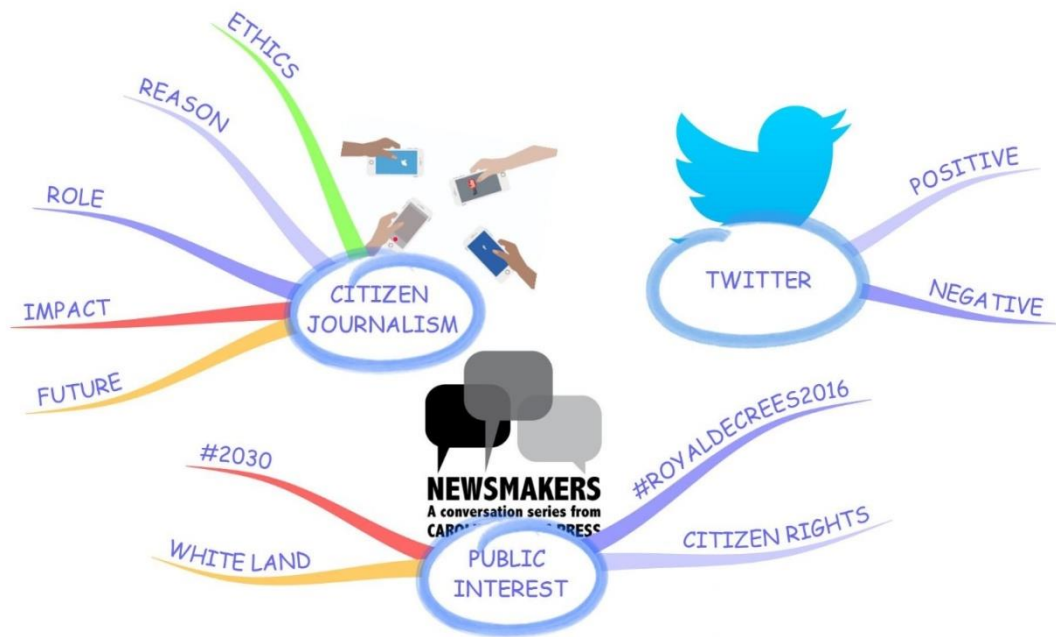 ETHICS
REASON
ROLE
IMPACT
FUTURE
CITIZEN
JOURNALISM
TWITTER
POSITIVE
NEGATIVE
#2030
WHITE LAND
NEWSMAKERS
A conversation series from
PRESS
#ROYALDECREES2016
CITIZEN RIGHTS
PUBLIC
INTEREST